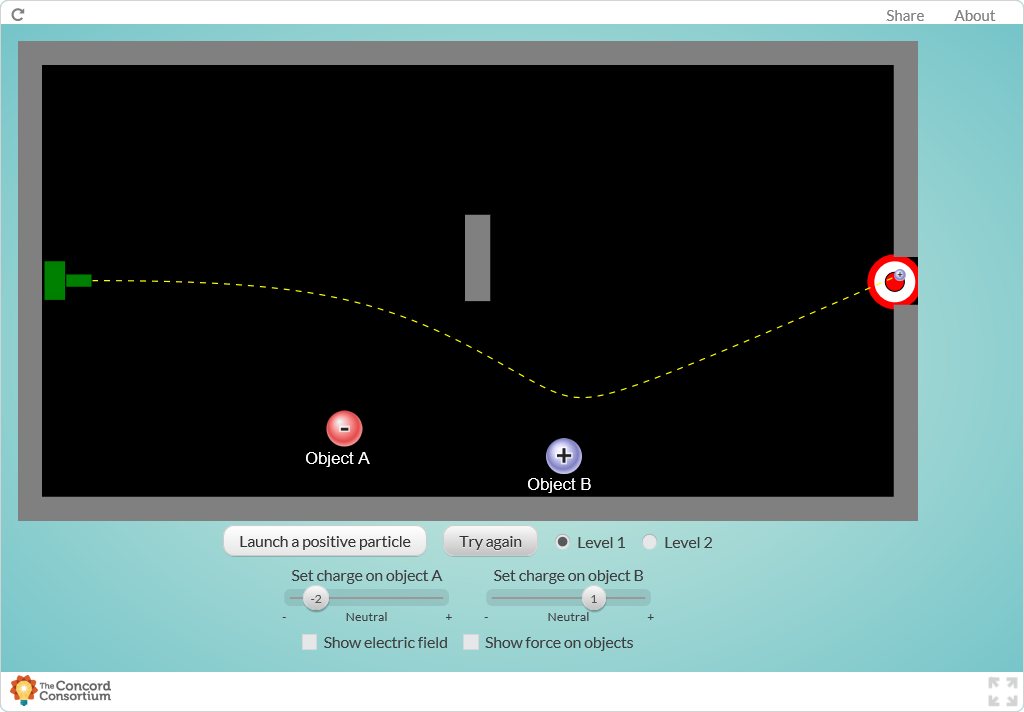 Share About
+
-
Object A
+
Object B
Launch a positive particle Try again Level 1 Level 2
Set charge on object A Set charge on object B
-2 1
- Neutral + - Neutral +
Show electric field Show force on objects
The Concord
Consortium